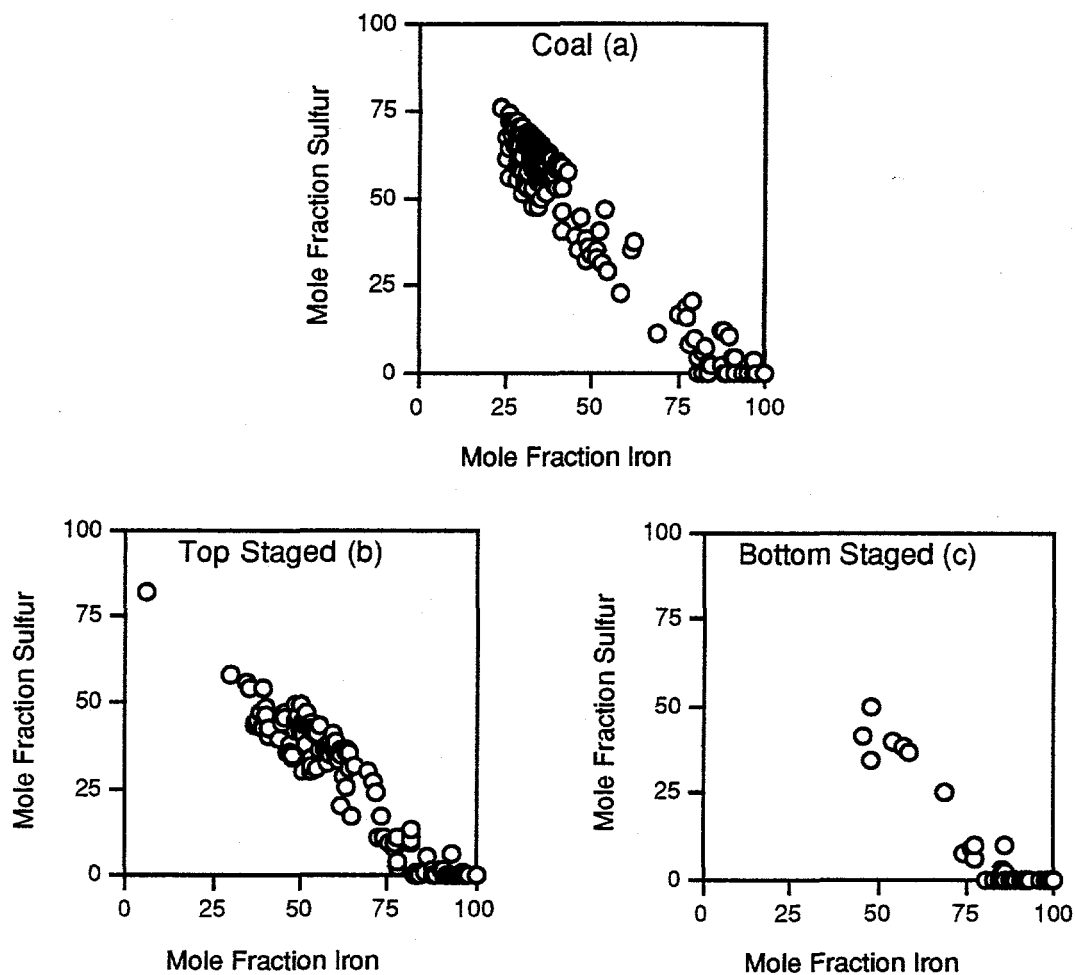 100
Coal (a)
75
50
25
0
0 25 50 75 100
Mole Fraction Sulfur
Mole Fraction Iron
100
Top Staged (b)
75
50
25
0
0 25 50 75 100
Mole Fraction Sulfur
Mole Fraction Iron
100
Bottom Staged (c)
75
50
25
0
0 25 50 75 100
Mole Fraction Sulfur
Mole Fraction Iron